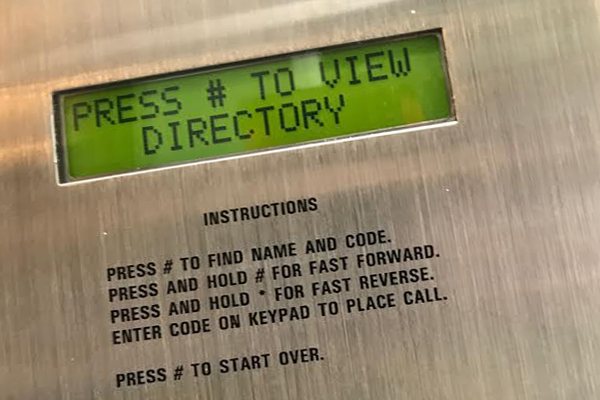 PRESS # TO VIEW
DIRECTORY
INSTRUCTIONS
PRESS # TO FIND NAME AND CODE.
PRESS AND HOLD # FOR FAST FORWARD.
PRESS AND HOLD * FOR FAST REVERSE.
ENTER CODE ON KEYPAD TO PLACE CALL.
PRESS # TO START OVER.